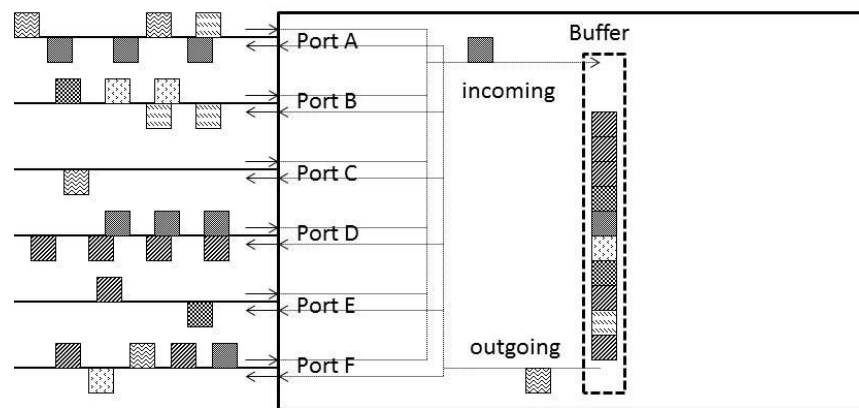 Port A
Buffer
incoming
Port B
Port C
Port D
Port E
outgoing
Port F